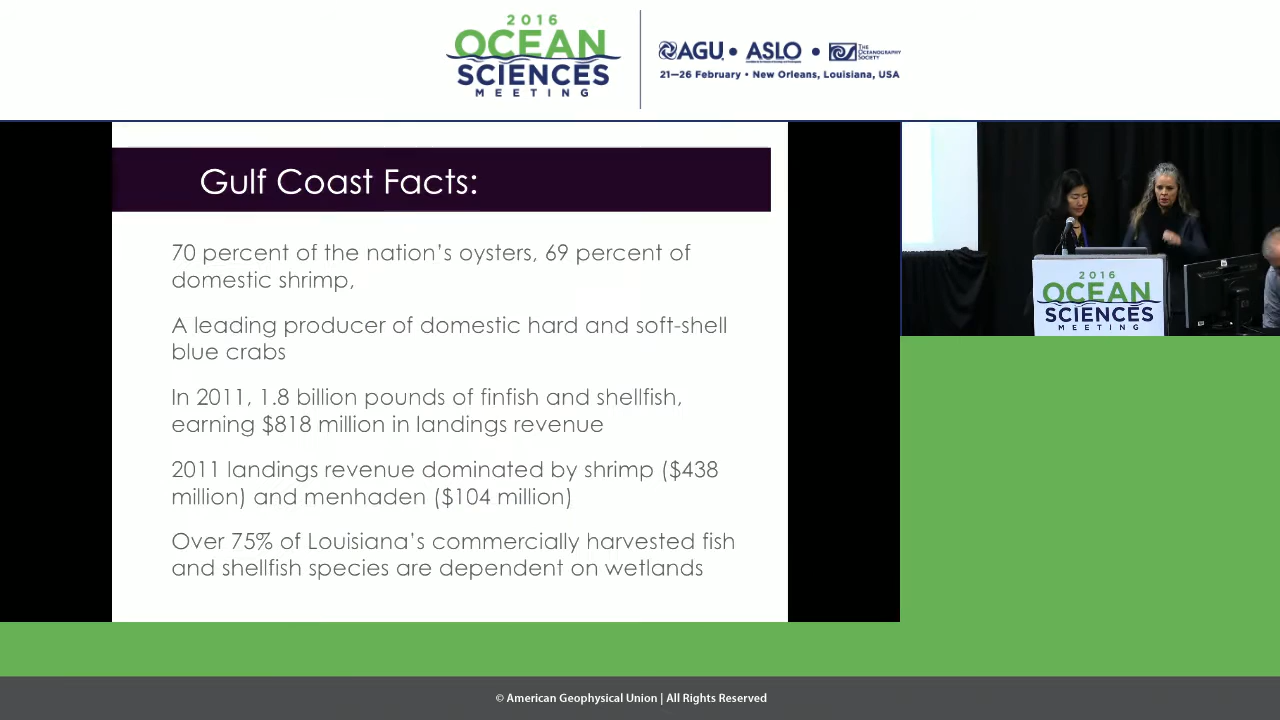 2016
OCEAN
SCIENCES
MEETING
AGU • ASLO • THE OCEANOGRAPHY SOCIETY
21—26 February • New Orleans, Louisiana, USA
Gulf Coast Facts:
70 percent of the nation's oysters, 69 percent of
domestic shrimp,
A leading producer of domestic hard and soft-shell
blue crabs
In 2011, 1.8 billion pounds of finfish and shellfish,
earning $818 million in landings revenue
2011 landings revenue dominated by shrimp ($438
million) and menhaden ($104 million)
Over 75% of Louisiana's commercially harvested fish
and shellfish species are dependent on wetlands
2016
OCEAN
SCIENCES
MEETING
© American Geophysical Union | All Rights Reserved